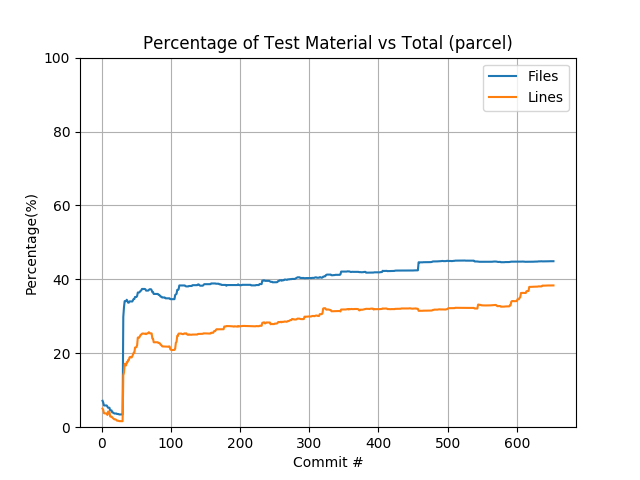 Percentage of Test Material vs Total (parcel)
Files
Lines
Percentage(%)
100
80
60
40
20
0
0 100 200 300 400 500 600
Commit #